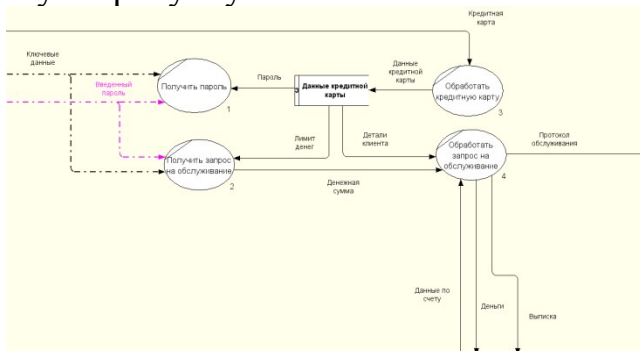 Кредитная
карта
Ключевые
данные
Данные
кредитной
карты
Введенный
пароль
Получить пароль
Пароль
Данные кредитной
карты
Обработать
кредитную карту
1
3
Лимит
денег
Детали
клиента
Обработать
запрос на
обслуживание
Протокол
обслуживания
Получить запрос
на обслуживание
2
4
Денежная
сумма
Данные по
счету
Деньги
Выписка